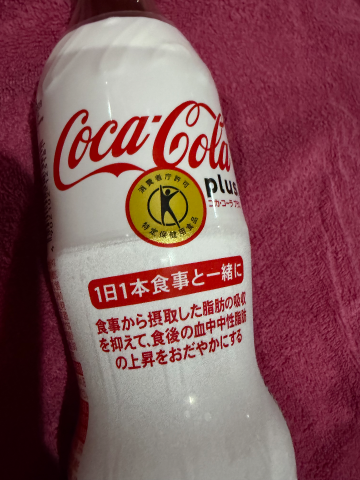 Coca-Cola
plus
コカ・コーラ プラ
消費者庁許可
特定保健用食品
1日1本食事と一緒に
食事から摂取した脂肪の吸収
を抑えて、食後の血中中性脂肪
の上昇をおだやかにする